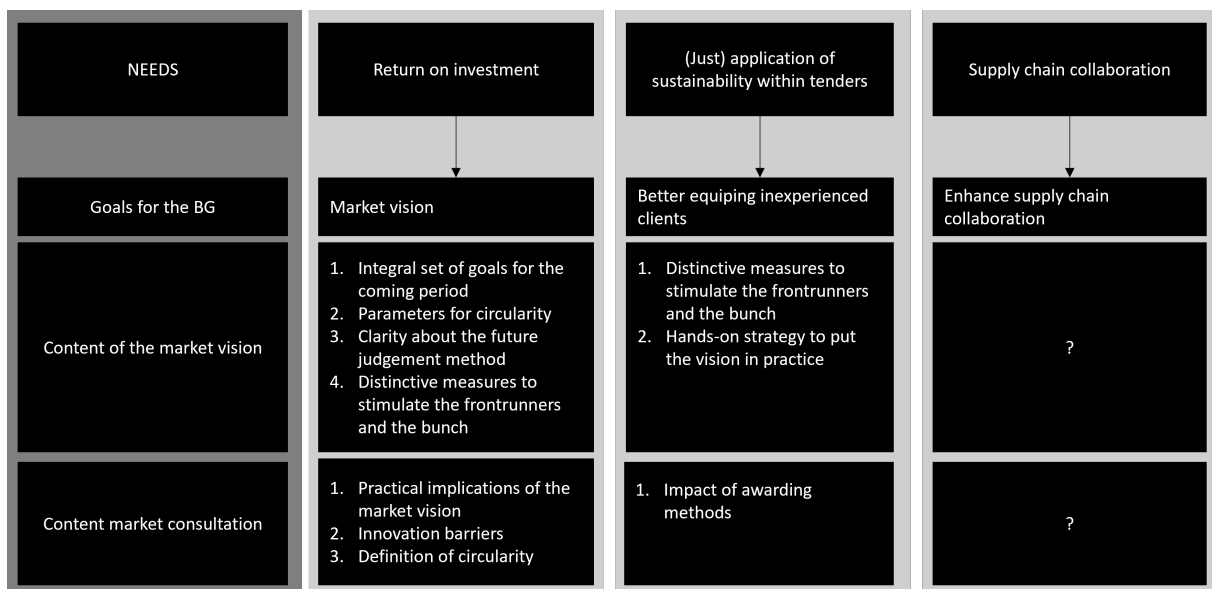 NEEDS
Return on investment
(Just) application of
sustainability within tenders
Supply chain collaboration
Goals for the BG
Market vision
Better equiping inexperienced
clients
Enhance supply chain
collaboration
Content of the market vision
1. Integral set of goals for the
coming period
2. Parameters for circularity
3. Clarity about the future
judgement method
4. Distinctive measures to
stimulate the frontrunners
and the bunch
1. Distinctive measures to
stimulate the frontrunners
and the bunch
2. Hands-on strategy to put
the vision in practice
?
Content market consultation
1. Practical implications of the
market vision
2. Innovation barriers
3. Definition of circularity
1. Impact of awarding
methods
?